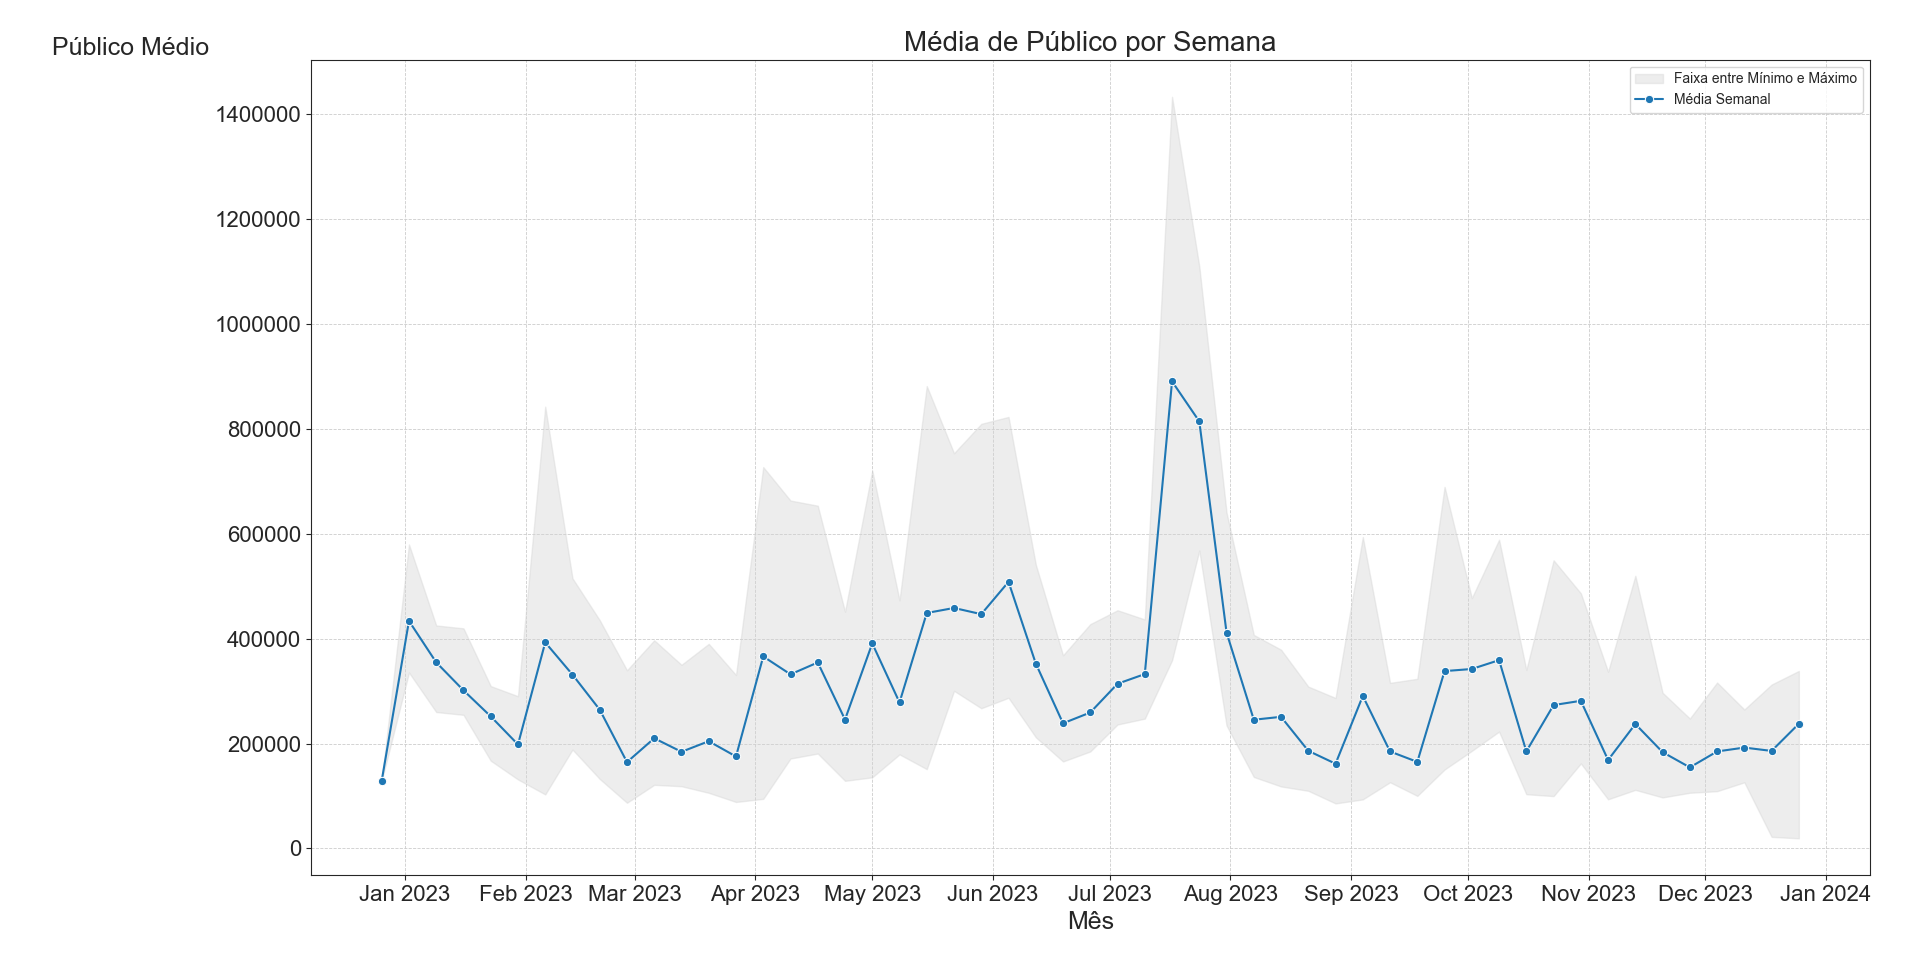 Público Médio
Média de Público por Semana
Faixa entre Mínimo e Máximo
Média Semanal
1400000
1200000
1000000
800000
600000
400000
200000
0
Jan 2023 Feb 2023 Mar 2023 Apr 2023 May 2023 Jun 2023 Jul 2023 Aug 2023 Sep 2023 Oct 2023 Nov 2023 Dec 2023 Jan 2024
Mês